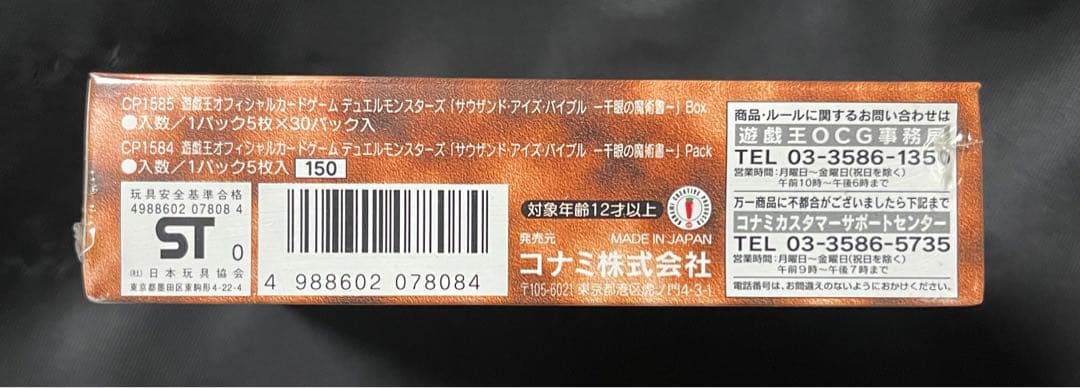 CP1585 遊戯王オフィシャルカードゲーム デュエルモンスターズ「サウザンド・アイズ・バイブル ー千眼の魔術書ー」Box
●入数/1パック5枚×30パック入
CP1584 遊戯王オフィシャルカードゲーム デュエルモンスターズ「サウザンド・アイズ・バイブル ー千眼の魔術書ー」Pack
●入数/1パック5枚入 150
玩具安全基準合格
4988602 07808 4
ST 0
(社)日本玩具協会
東京都墨田区東駒形4-22-4
4 988602 078084
対象年齢12才以上
KONAMI CREATIVE PRODUCTS
発売元 MADE IN JAPAN
コナミ株式会社
〒105-6021 東京都港区虎ノ門4-3-1
商品・ルールに関するお問い合わせは
遊戯王OCG事務局
TEL 03-3586-1350
営業時間:月曜日〜金曜日(祝日を除く)
午前10時〜午後6時まで
万一商品に不都合がございましたら下記まで
コナミカスタマーサポートセンター
TEL 03-3586-5735
営業時間:月曜日〜金曜日(祝日を除く)
午前9時〜午後7時まで
電話番号は、お間違えのないようにおかけください。